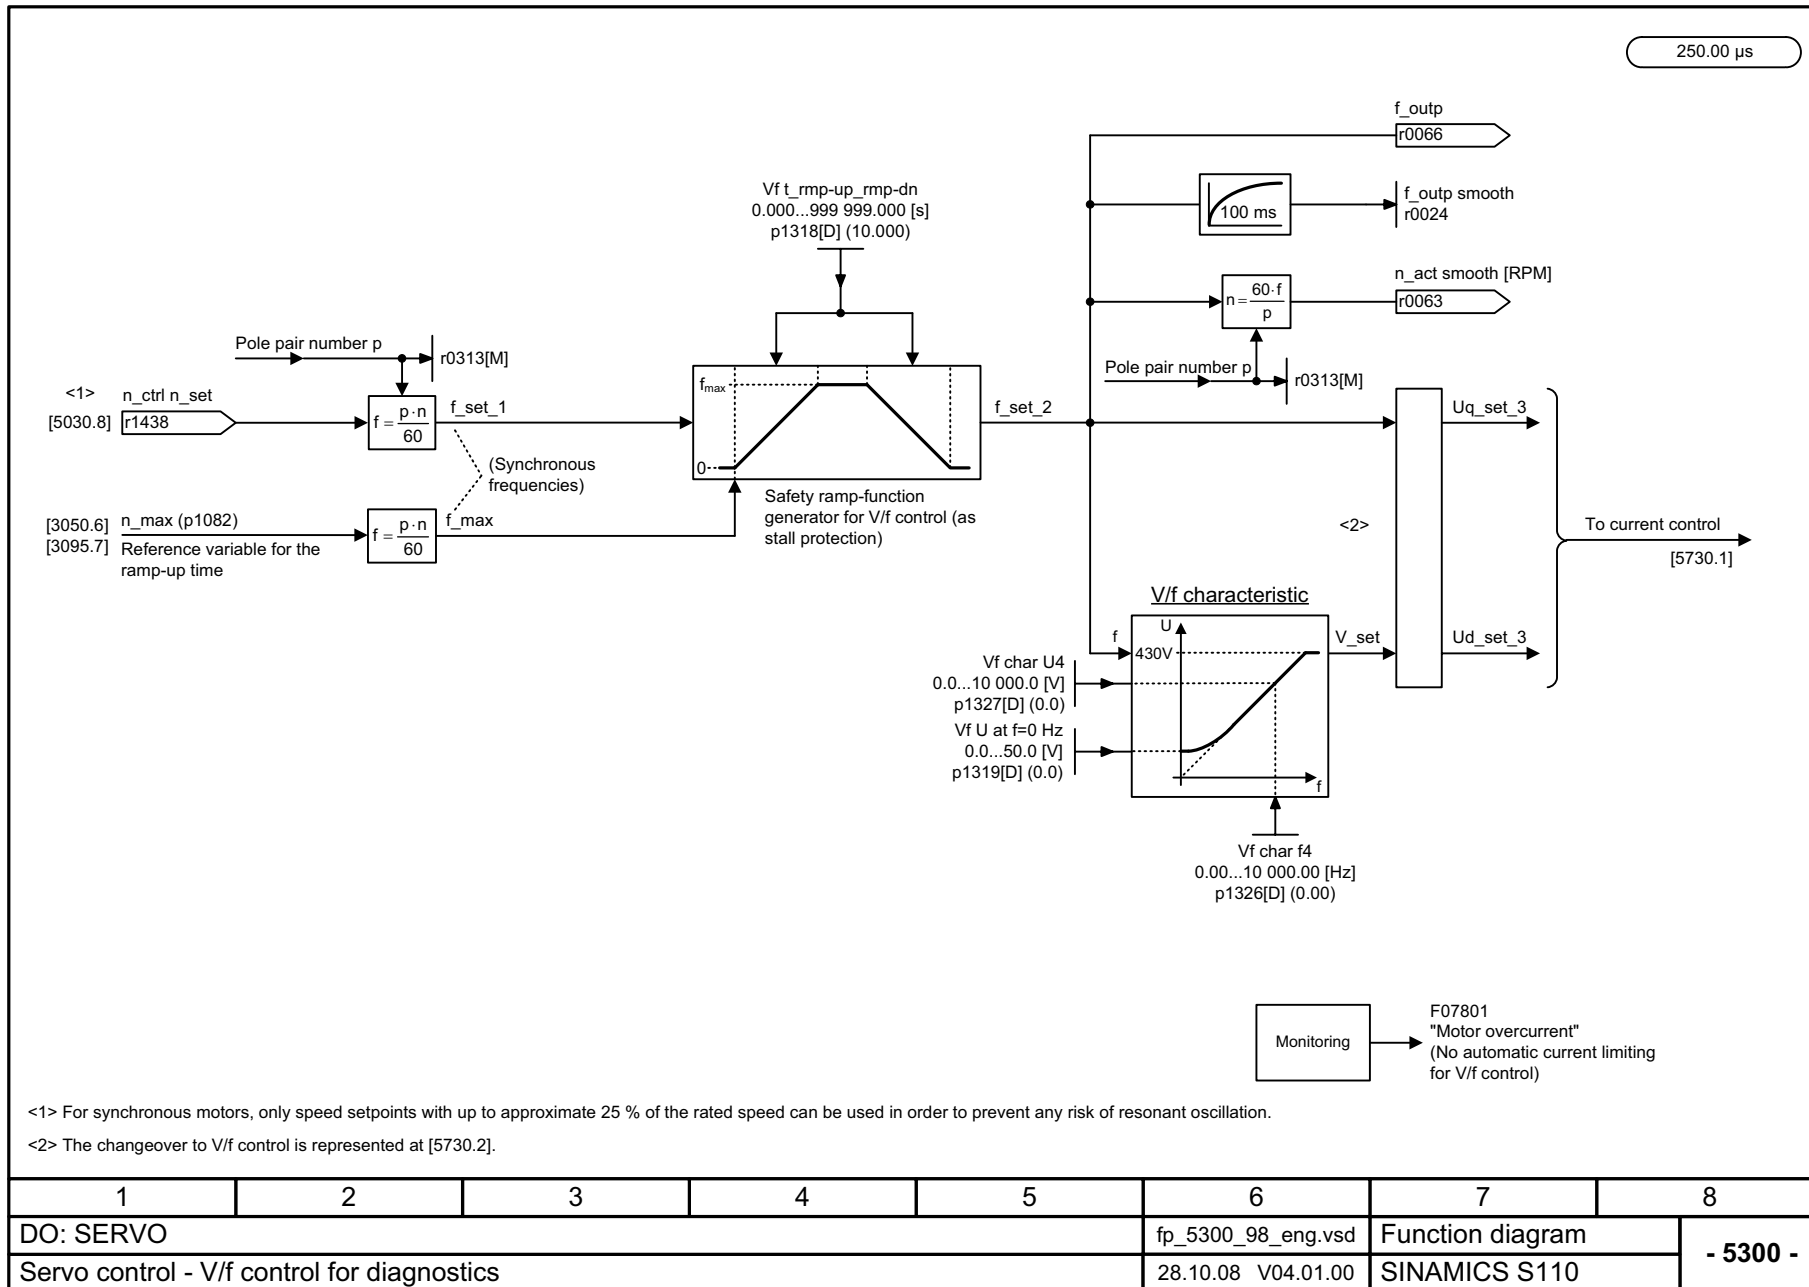 250.00 µs
f_outp
r0066
Vf t_rmp-up_rmp-dn
0.000...999 999.000 [s]
p1318[D] (10.000)
100 ms
f_outp smooth
r0024
n_act smooth [RPM]
n = 60·f / p
r0063
Pole pair number p
r0313[M]
Pole pair number p
r0313[M]
<1>
[5030.8]
n_ctrl n_set
r1438
f = p·n / 60
f_set_1
fmax
0
f_set_2
Uq_set_3
(Synchronous
frequencies)
[3050.6]
[3095.7]
n_max (p1082)
Reference variable for the
ramp-up time
f = p·n / 60
f_max
Safety ramp-function
generator for V/f control (as
stall protection)
<2>
To current control
[5730.1]
V/f characteristic
f
U
430V
f
V_set
Ud_set_3
Vf char U4
0.0...10 000.0 [V]
p1327[D] (0.0)
Vf U at f=0 Hz
0.0...50.0 [V]
p1319[D] (0.0)
Vf char f4
0.00...10 000.00 [Hz]
p1326[D] (0.00)
Monitoring
F07801
"Motor overcurrent"
(No automatic current limiting
for V/f control)
<1> For synchronous motors, only speed setpoints with up to approximate 25 % of the rated speed can be used in order to prevent any risk of resonant oscillation.
<2> The changeover to V/f control is represented at [5730.2].
1 2 3 4 5 6 7 8
DO: SERVO
fp_5300_98_eng.vsd
Function diagram
- 5300 -
Servo control - V/f control for diagnostics
28.10.08 V04.01.00
SINAMICS S110